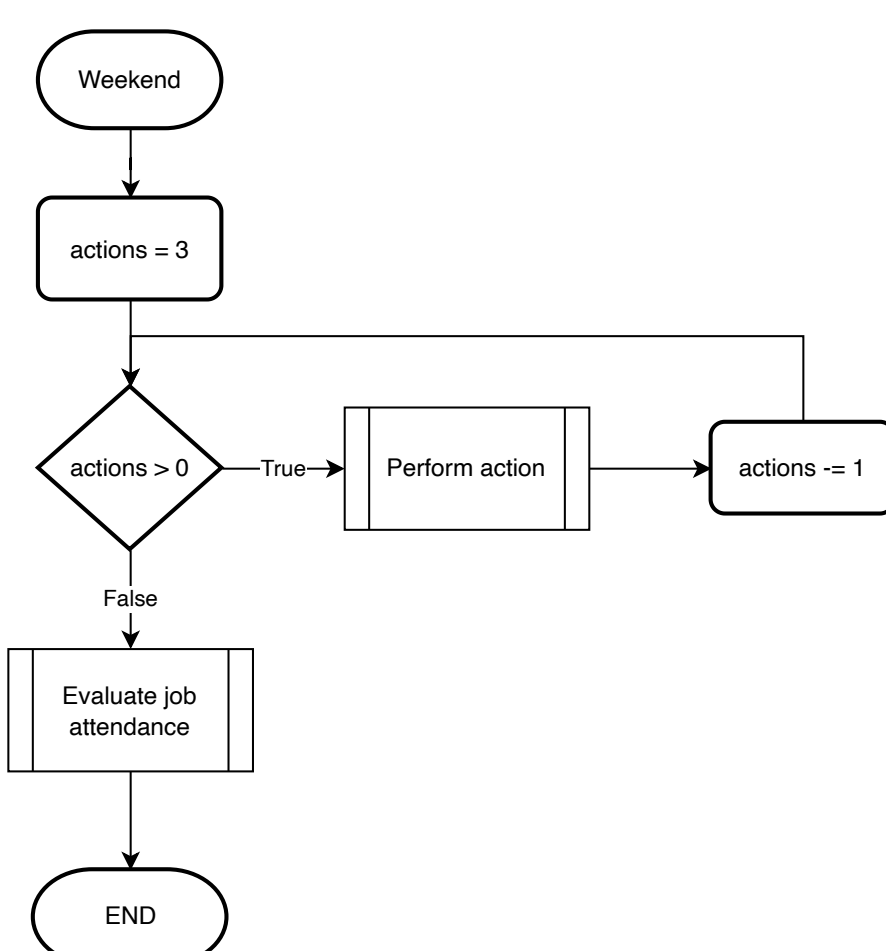 Weekend
actions = 3
actions > 0
True
Perform action
actions -= 1
False
Evaluate job
attendance
END